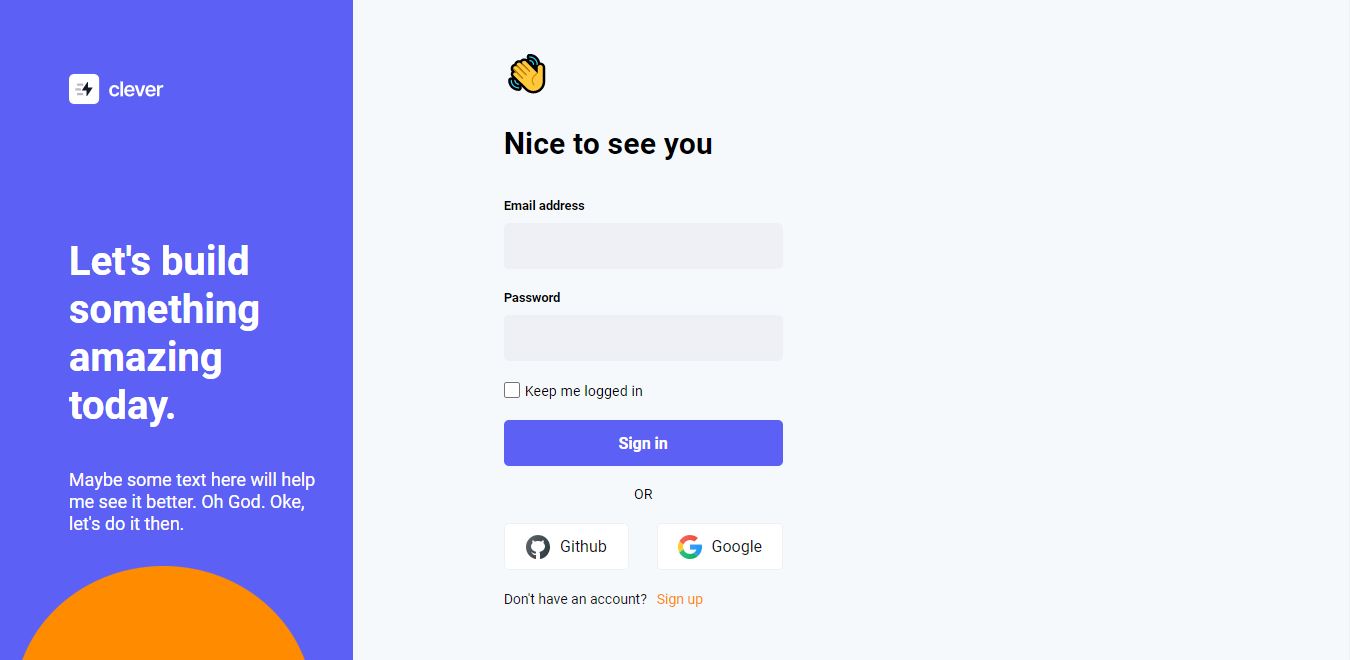 clever
Let's build
something
amazing
today.
Maybe some text here will help
me see it better. Oh God. Oke,
let's do it then.
Nice to see you
Email address
Password
Keep me logged in
Sign in
OR
Github
Google
Don't have an account? Sign up